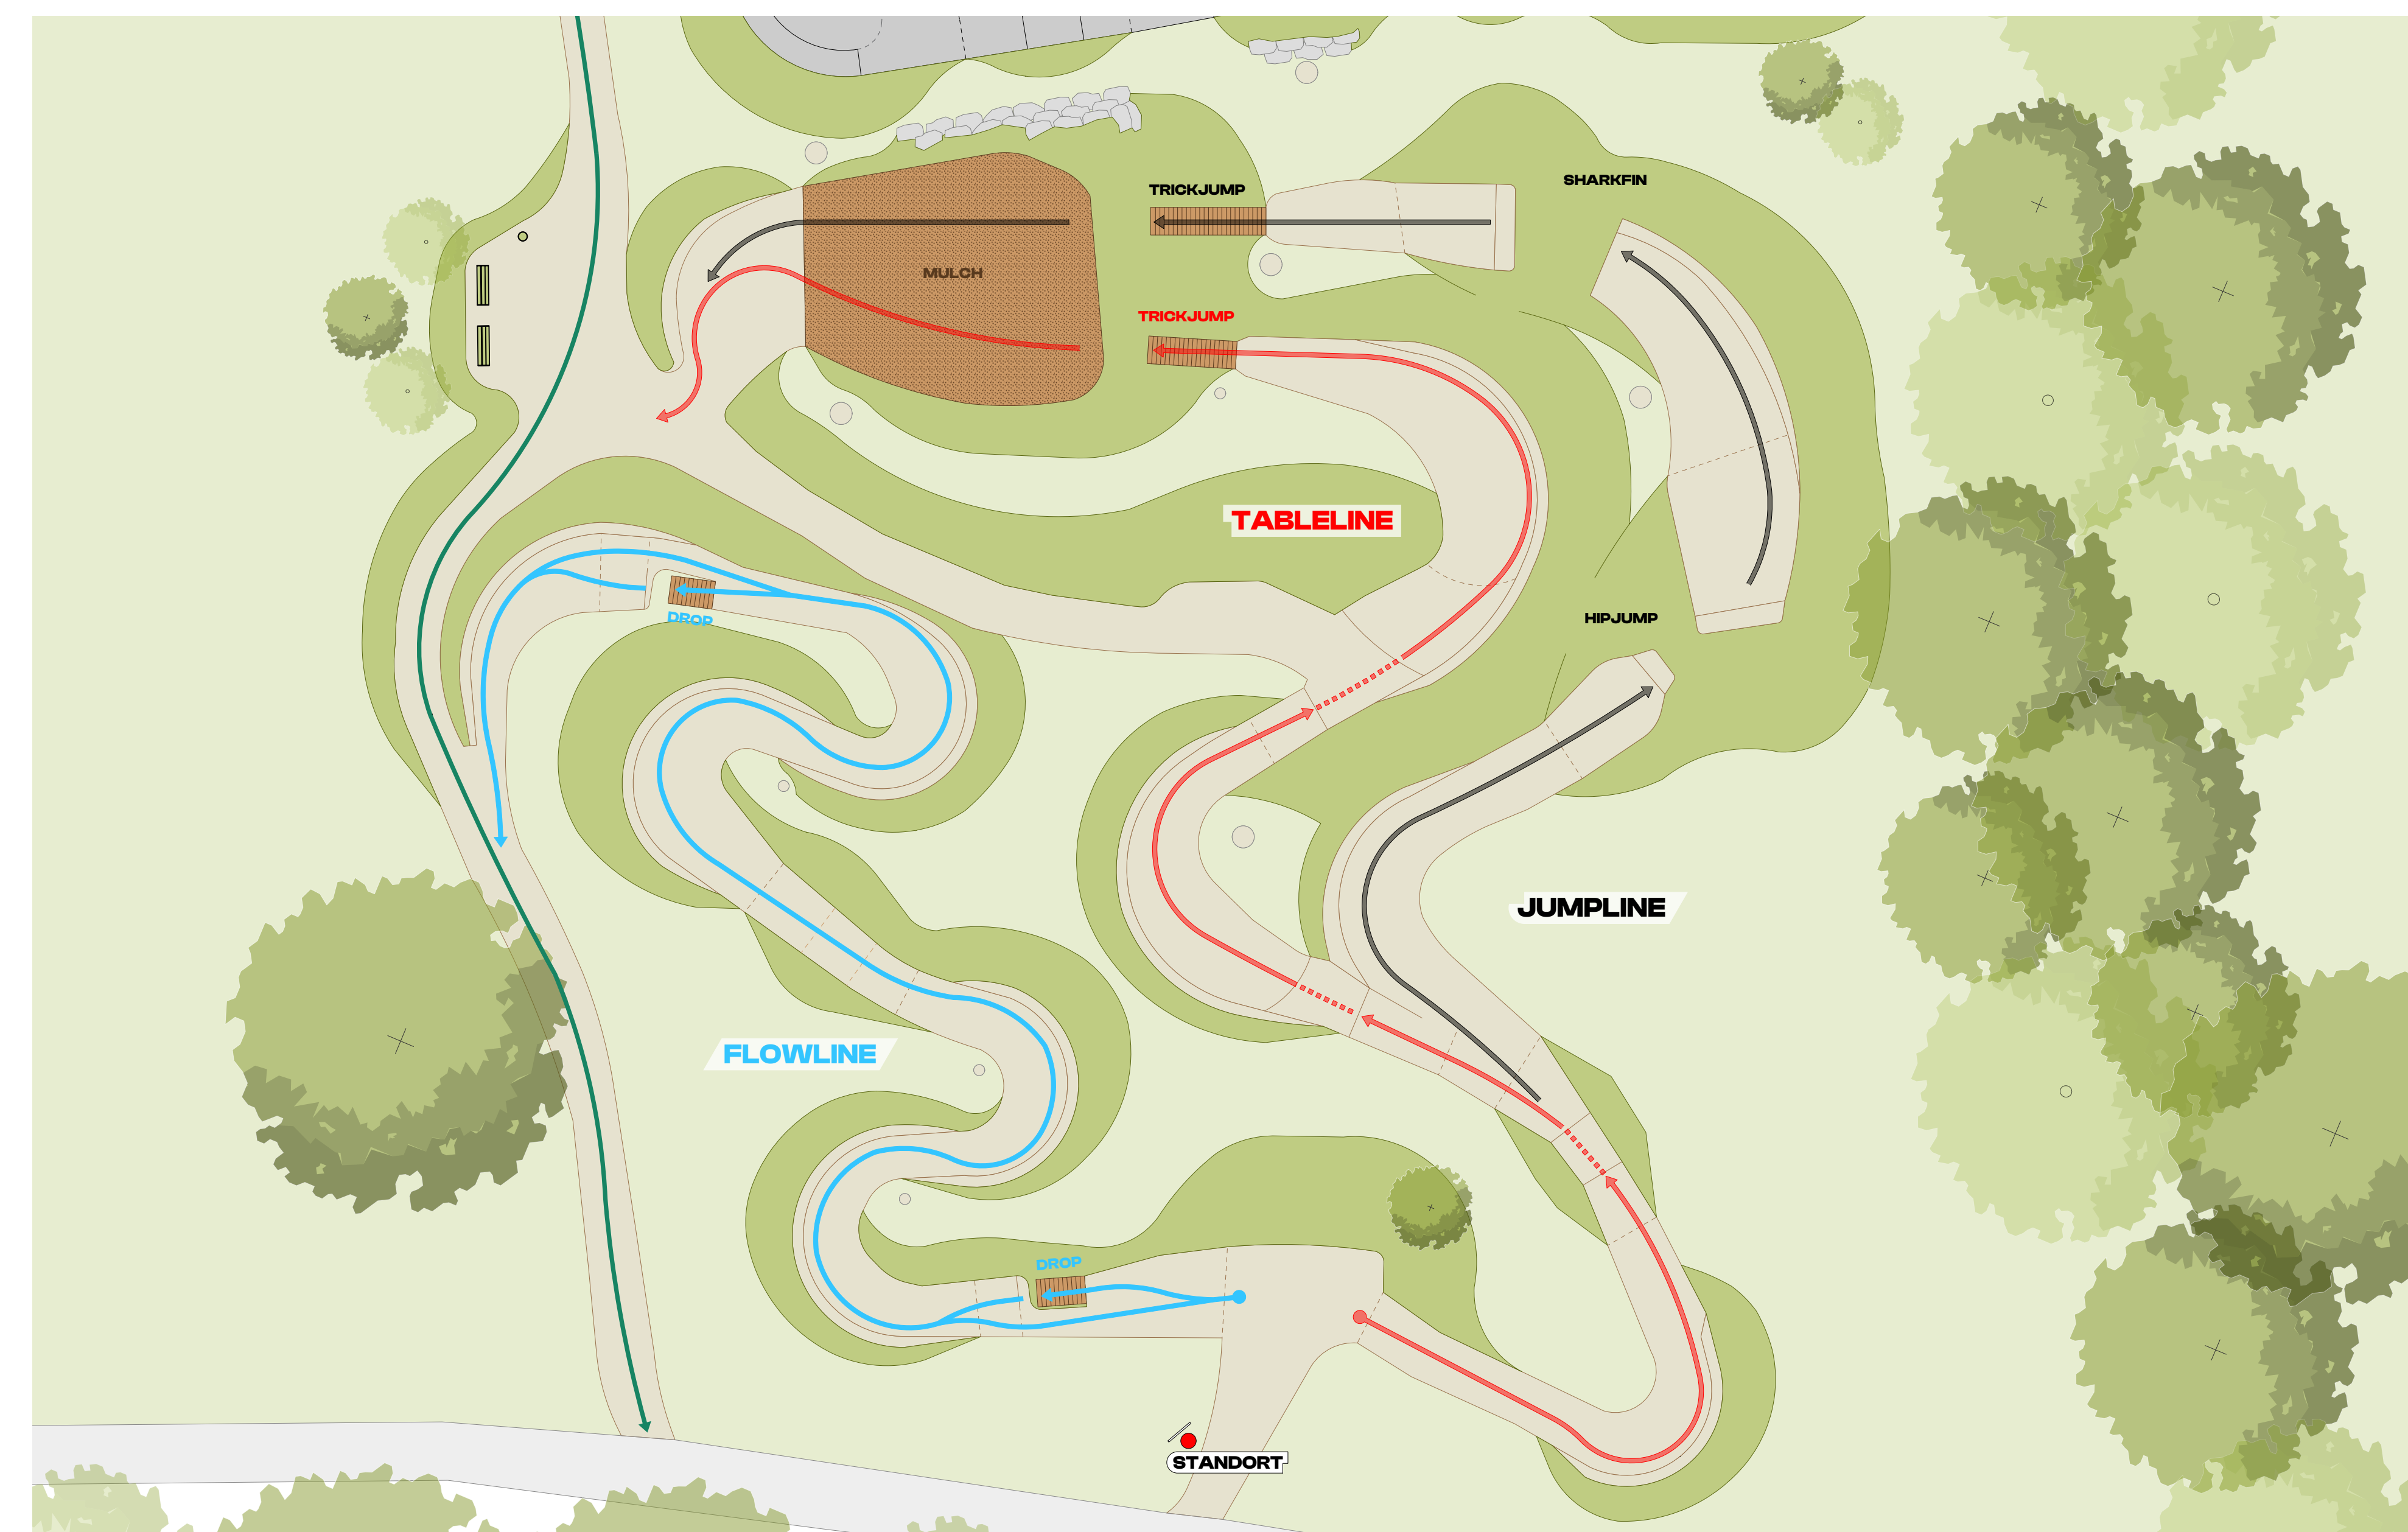 TRICKJUMP
SHARKFIN
MULCH
TRICKJUMP
TABLELINE
DROP
HIPJUMP
JUMPLINE
FLOWLINE
DROP
STANDORT